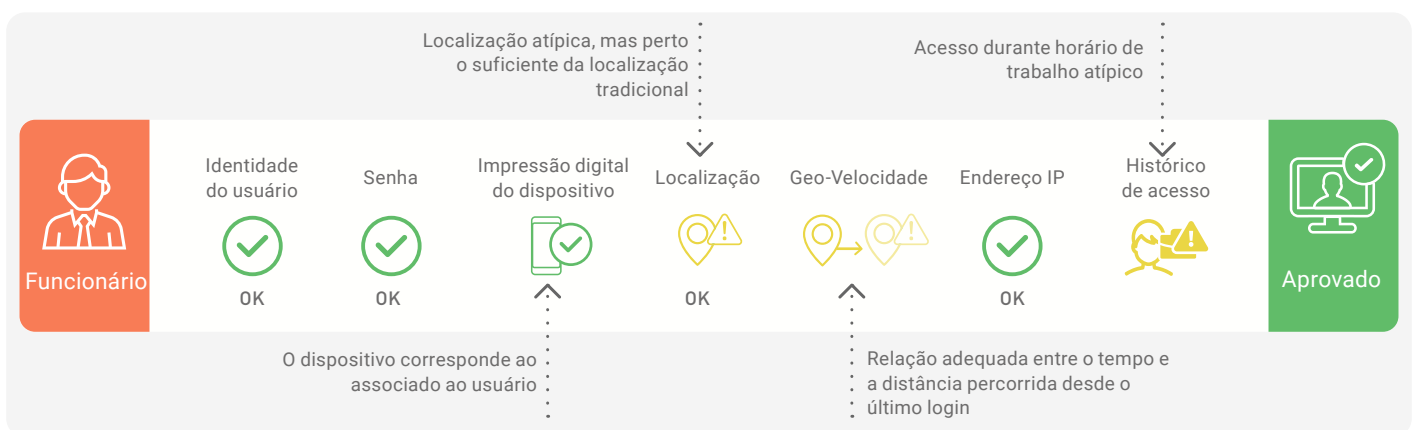 Localização atípica, mas perto
o suficiente da localização
tradicional
Acesso durante horário de
trabalho atípico
Funcionário
Identidade
do usuário
OK
Senha
OK
Impressão digital
do dispositivo
Localização
OK
Geo-Velocidade
Endereço IP
OK
Histórico
de acesso
Aprovado
O dispositivo corresponde ao
associado ao usuário
Relação adequada entre o tempo e
a distância percorrida desde o
último login